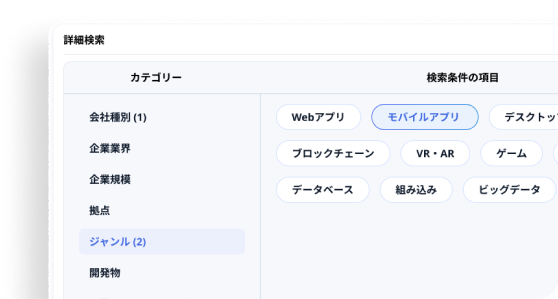 詳細検索
カテゴリー
検索条件の項目
会社種別 (1)
企業業界
企業規模
拠点
ジャンル (2)
開発物
Webアプリ モバイルアプリ デスクトッ
ブロックチェーン VR・AR ゲーム
データベース 組み込み ビッグデータ